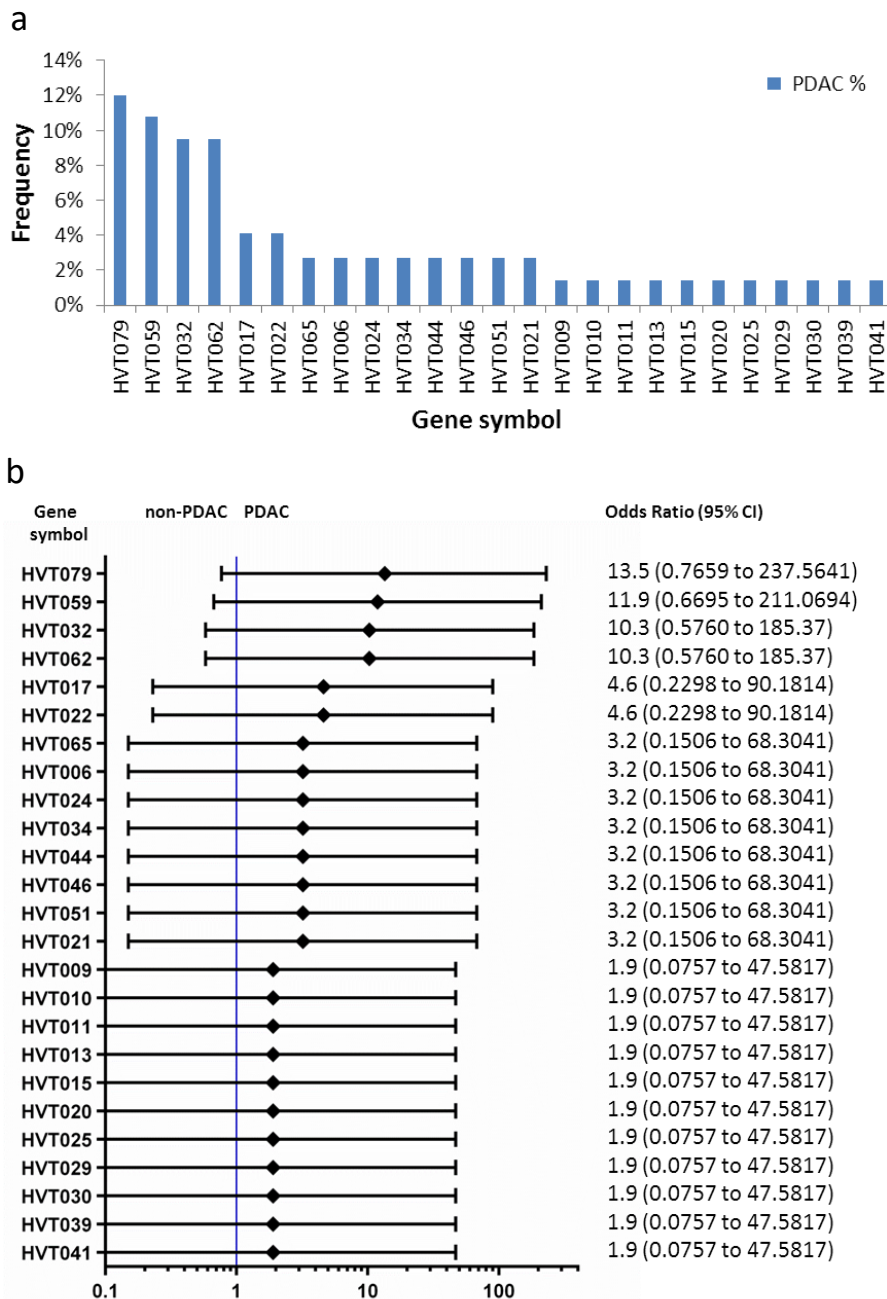 a
14%
12%
10%
8%
6%
4%
2%
0%
Frequency
PDAC %
HVT079
HVT059
HVT032
HVT062
HVT017
HVT022
HVT065
HVT006
HVT024
HVT034
HVT044
HVT046
HVT051
HVT021
HVT009
HVT010
HVT011
HVT013
HVT015
HVT020
HVT025
HVT029
HVT030
HVT039
HVT041
Gene symbol
b
Gene symbol non-PDAC PDAC Odds Ratio (95% CI)
HVT079 13.5 (0.7659 to 237.5641)
HVT059 11.9 (0.6695 to 211.0694)
HVT032 10.3 (0.5760 to 185.37)
HVT062 10.3 (0.5760 to 185.37)
HVT017 4.6 (0.2298 to 90.1814)
HVT022 4.6 (0.2298 to 90.1814)
HVT065 3.2 (0.1506 to 68.3041)
HVT006 3.2 (0.1506 to 68.3041)
HVT024 3.2 (0.1506 to 68.3041)
HVT034 3.2 (0.1506 to 68.3041)
HVT044 3.2 (0.1506 to 68.3041)
HVT046 3.2 (0.1506 to 68.3041)
HVT051 3.2 (0.1506 to 68.3041)
HVT021 3.2 (0.1506 to 68.3041)
HVT009 1.9 (0.0757 to 47.5817)
HVT010 1.9 (0.0757 to 47.5817)
HVT011 1.9 (0.0757 to 47.5817)
HVT013 1.9 (0.0757 to 47.5817)
HVT015 1.9 (0.0757 to 47.5817)
HVT020 1.9 (0.0757 to 47.5817)
HVT025 1.9 (0.0757 to 47.5817)
HVT029 1.9 (0.0757 to 47.5817)
HVT030 1.9 (0.0757 to 47.5817)
HVT039 1.9 (0.0757 to 47.5817)
HVT041 1.9 (0.0757 to 47.5817)
0.1 1 10 100